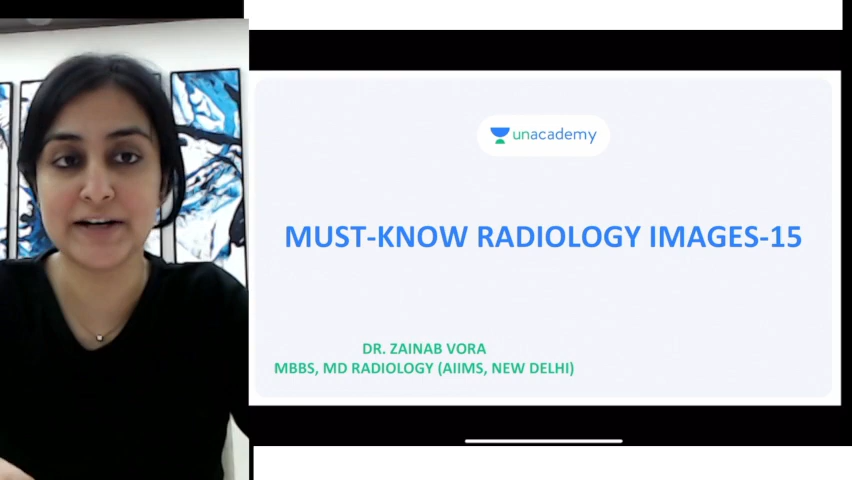 unacademy
MUST-KNOW RADIOLOGY IMAGES-15
DR. ZAINAB VORA
MBBS, MD RADIOLOGY (AIIMS, NEW DELHI)